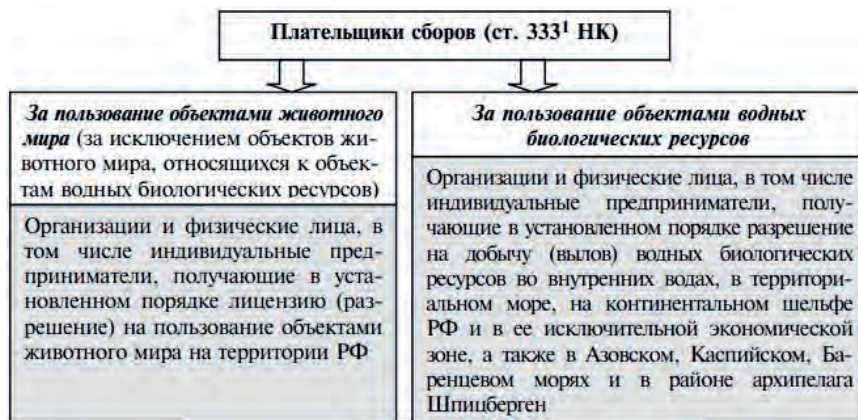 Плательщики сборов (ст. 333¹ НК)
За пользование объектами животного
мира (за исключением объектов жи-
вотного мира, относящихся к объек-
там водных биологических ресурсов)
Организации и физические лица, в
том числе индивидуальные пред-
приниматели, получающие в уста-
новленном порядке лицензию (раз-
решение) на пользование объектами
животного мира на территории РФ
За пользование объектами водных
биологических ресурсов
Организации и физические лица, в том числе
индивидуальные предприниматели, полу-
чающие в установленном порядке разрешение
на добычу (вылов) водных биологических
ресурсов во внутренних водах, в территори-
альном море, на континентальном шельфе
РФ и в ее исключительной экономической
зоне, а также в Азовском, Каспийском, Ба-
ренцевом морях и в районе архипелага
Шпицберген